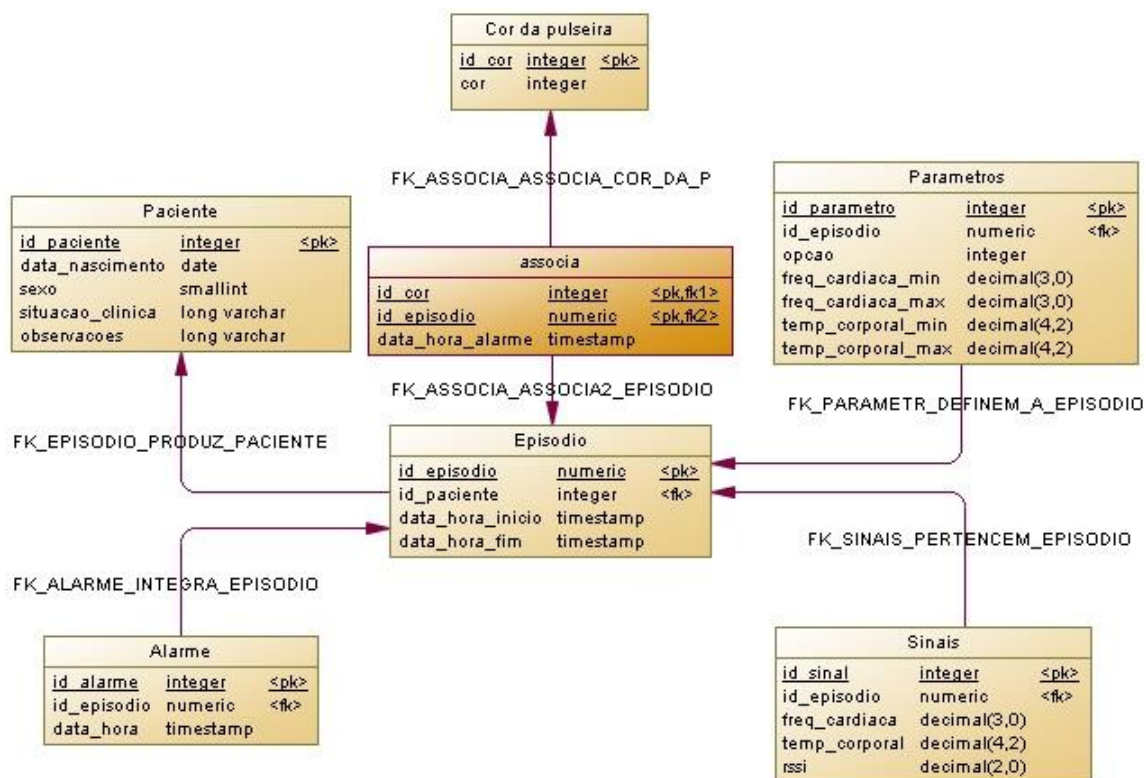 Cor da pulseira
id_cor integer <pk>
cor integer
FK_ASSOCIA_ASSOCIA_COR_DA_P
Paciente
id_paciente integer <pk>
data_nascimento date
sexo smallint
situacao_clinica long varchar
observacoes long varchar
associa
id_cor integer <pk,fk1>
id_episodio numeric <pk,fk2>
data_hora_alarme timestamp
Parametros
id_parametro integer <pk>
id_episodio numeric <fk>
opcao integer
freq_cardiaca_min decimal(3,0)
freq_cardiaca_max decimal(3,0)
temp_corporal_min decimal(4,2)
temp_corporal_max decimal(4,2)
FK_ASSOCIA_ASSOCIA2_EPISODIO
FK_PARAMETR_DEFINEM_A_EPISODIO
FK_EPISODIO_PRODUZ_PACIENTE
Episodio
id_episodio numeric <pk>
id_paciente integer <fk>
data_hora_inicio timestamp
data_hora_fim timestamp
FK_SINAIS_PERTENCEM_EPISODIO
FK_ALARME_INTEGRA_EPISODIO
Alarme
id_alarme integer <pk>
id_episodio numeric <fk>
data_hora timestamp
Sinais
id_sinal integer <pk>
id_episodio numeric <fk>
freq_cardiaca decimal(3,0)
temp_corporal decimal(4,2)
rssi decimal(2,0)